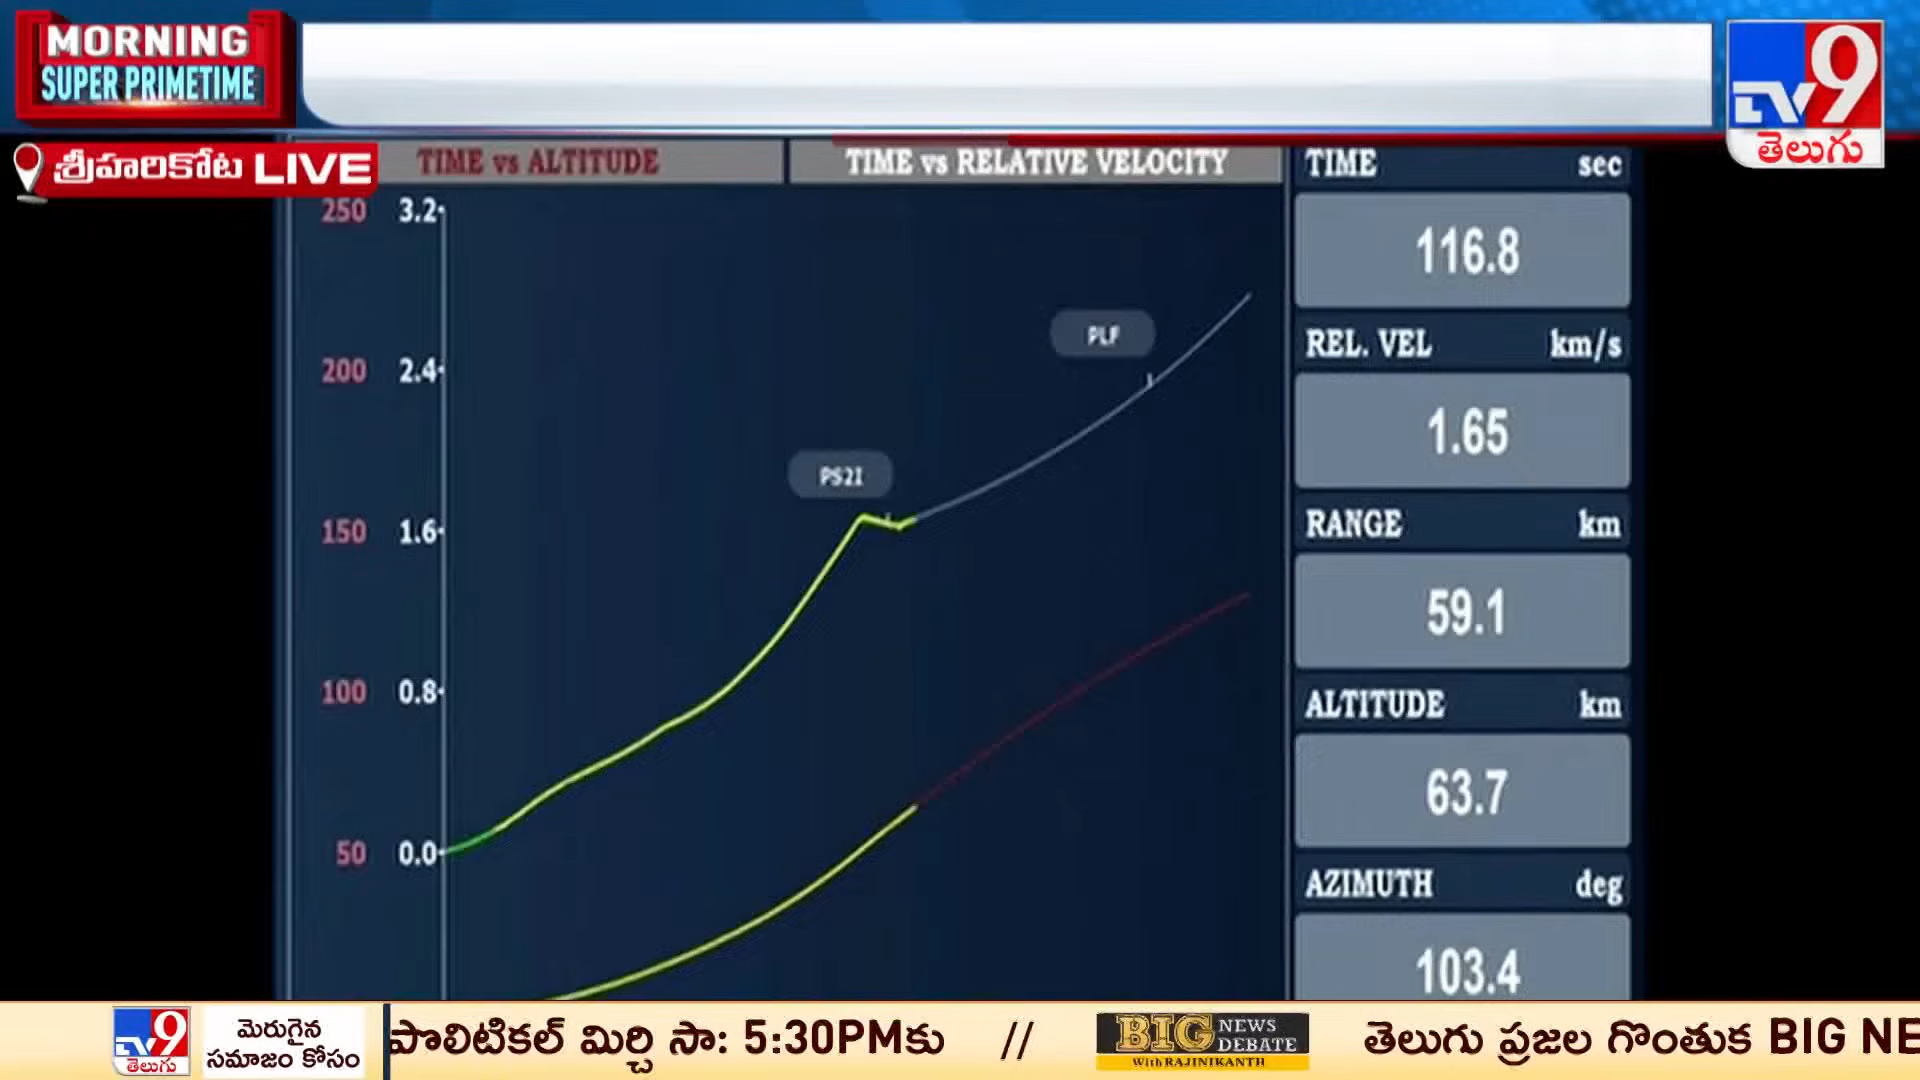 MORNING
SUPER PRIMETIME
TV9
తెలుగు
శ్రీహరికోట LIVE
TIME vs ALTITUDE
TIME vs RELATIVE VELOCITY
TIME sec
116.8
REL. VEL km/s
1.65
RANGE km
59.1
ALTITUDE km
63.7
AZIMUTH deg
103.4
250 3.2
200 2.4
150 1.6
100 0.8
50 0.0
PLF
PS2I
TV9
తెలుగు
మెరుగైన
సమాజం కోసం
పొలిటికల్ మిర్చి సా: 5:30PMకు // BIG NEWS DEBATE With RAJINIKANTH తెలుగు ప్రజల గొంతుక BIG NE